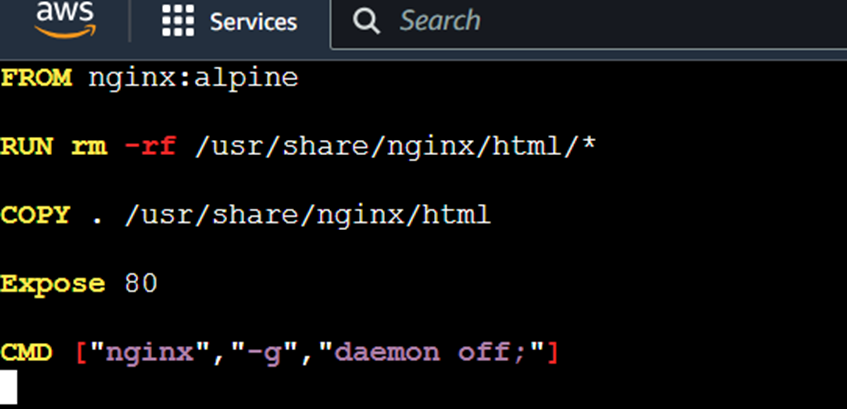 aws Services Search
FROM nginx:alpine
RUN rm -rf /usr/share/nginx/html/*
COPY . /usr/share/nginx/html
Expose 80
CMD ["nginx","-g","daemon off;"]